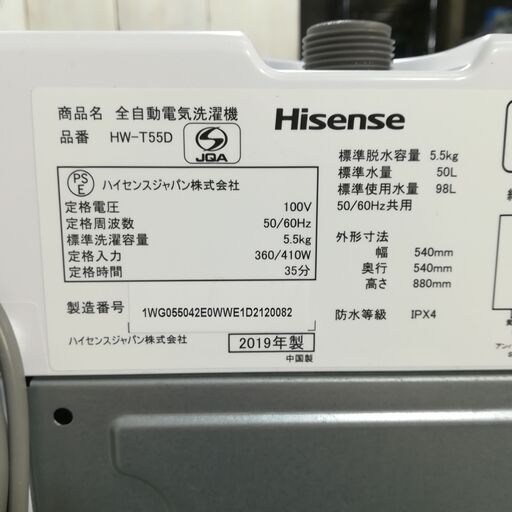 商品名 全自動電気洗濯機
品番 HW-T55D
JQA
Hisense
PSE ハイセンスジャパン株式会社
定格電圧 100V
定格周波数 50/60Hz
標準洗濯容量 5.5kg
定格入力 360/410W
定格時間 35分
製造番号 1WG055042E0WWE1D2120082
ハイセンスジャパン株式会社
2019年製
中国製
標準脱水容量 5.5kg
標準水量 50L
標準使用水量 98L
50/60Hz共用
外形寸法
幅 540mm
奥行 540mm
高さ 880mm
防水等級 IPX4